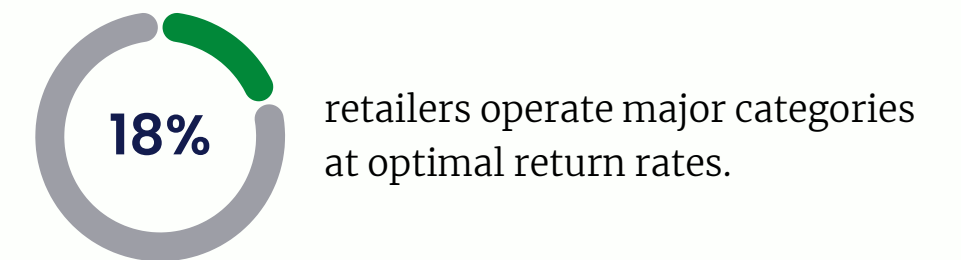 18%
retailers operate major categories
at optimal return rates.